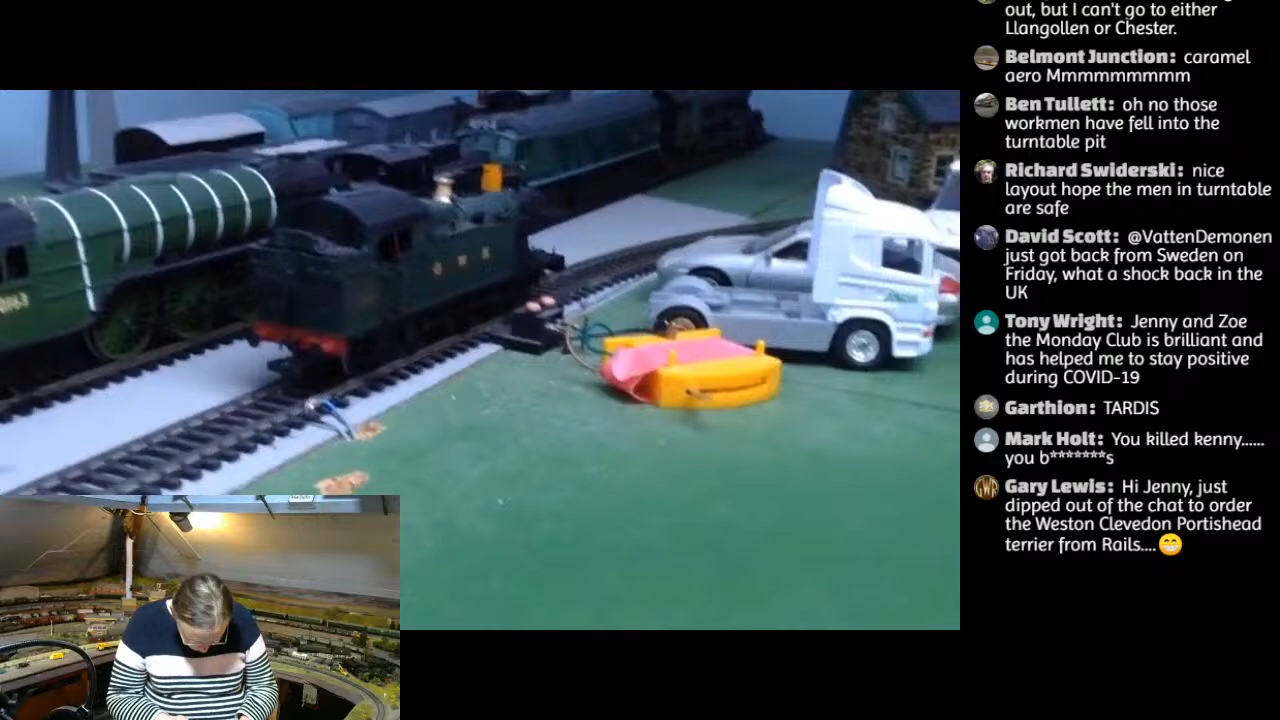 out, but I can't go to either
Llangollen or Chester.
Belmont Junction: caramel
aero Mmmmmmmmm
Ben Tullett: oh no those
workmen have fell into the
turntable pit
Richard Swiderski: nice
layout hope the men in turntable
are safe
David Scott: @VattenDemonen
just got back from Sweden on
Friday, what a shock back in the
UK
Tony Wright: Jenny and Zoe
the Monday Club is brilliant and
has helped me to stay positive
during COVID-19
Garthion: TARDIS
Mark Holt: You killed kenny......
you b*******s
Gary Lewis: Hi Jenny, just
dipped out of the chat to order
the Weston Clevedon Portishead
terrier from Rails....😁
GWR